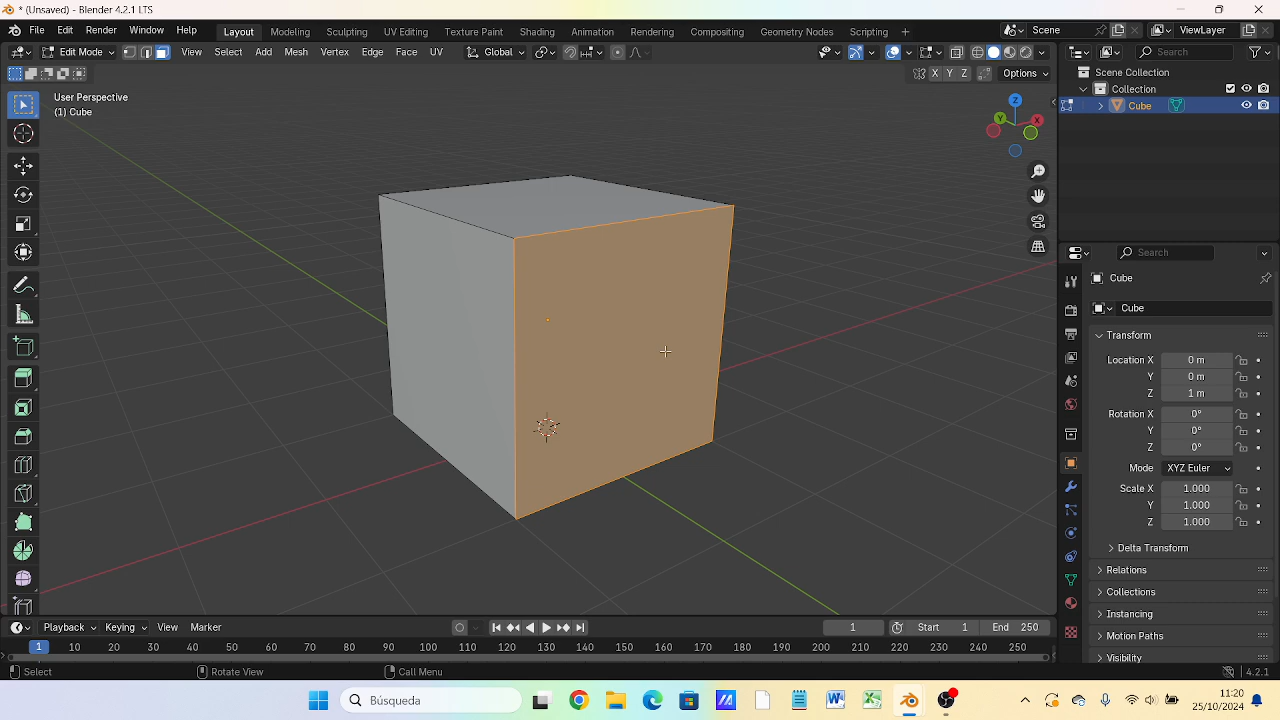 * (Unsaved) - Blender 4.2.1 LTS
File Edit Render Window Help Layout Modeling Sculpting UV Editing Texture Paint Shading Animation Rendering Compositing Geometry Nodes Scripting + Scene ViewLayer
Edit Mode View Select Add Mesh Vertex Edge Face UV Global Search
X Y Z Options Scene Collection
User Perspective
(1) Cube
Collection
Cube
Z
Y X
Search
Cube
Cube
Transform
Location X 0 m
Y 0 m
Z 1 m
Rotation X 0°
Y 0°
Z 0°
Mode XYZ Euler
Scale X 1.000
Y 1.000
Z 1.000
Delta Transform
Relations
Collections
Instancing
Motion Paths
Visibility
Playback Keying View Marker 1 Start 1 End 250
1 10 20 30 40 50 60 70 80 90 100 110 120 130 140 150 160 170 180 190 200 210 220 230 240 250
Select Rotate View Call Menu 4.2.1
Búsqueda
11:20
25/10/2024